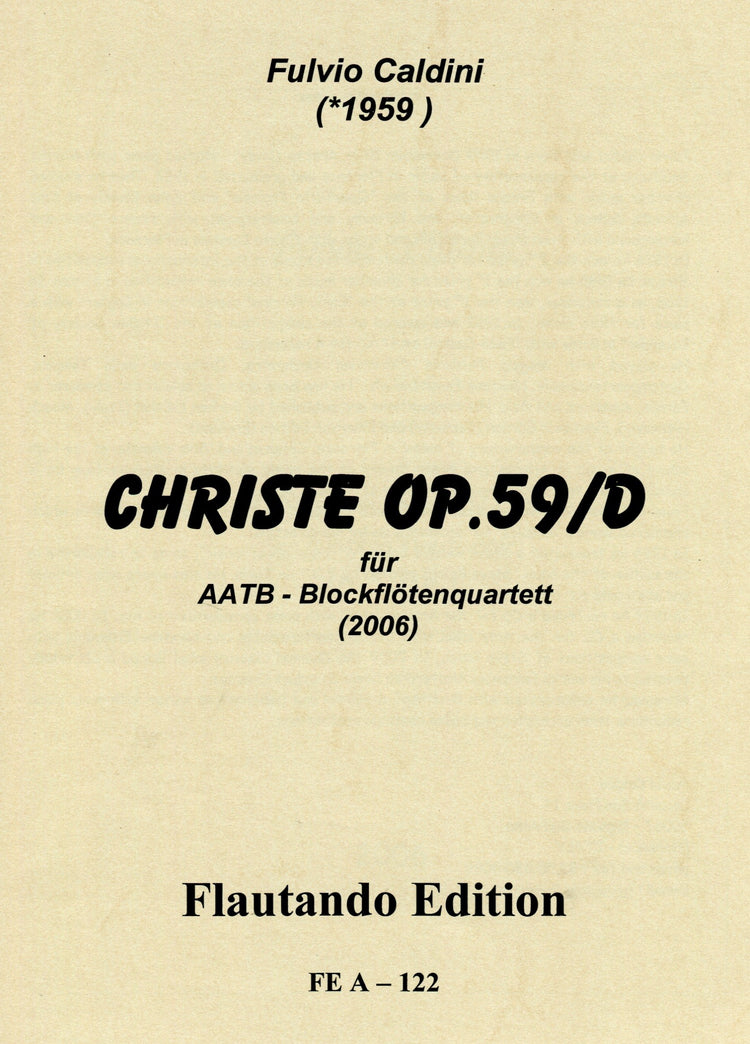 Fulvio Caldini
(*1959 )
CHRISTE OP.59/D
für
AATB - Blockflötenquartett
(2006)
Flautando Edition
FE A – 122